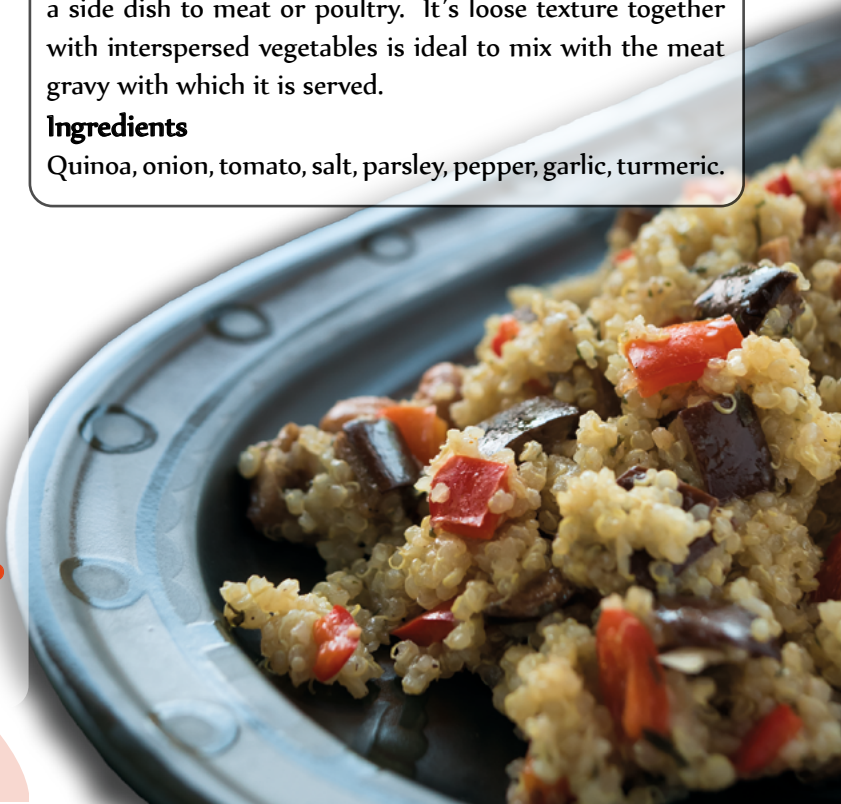 a side dish to meat or poultry. It's loose texture together
with interspersed vegetables is ideal to mix with the meat
gravy with which it is served.
Ingredients
Quinoa, onion, tomato, salt, parsley, pepper, garlic, turmeric.